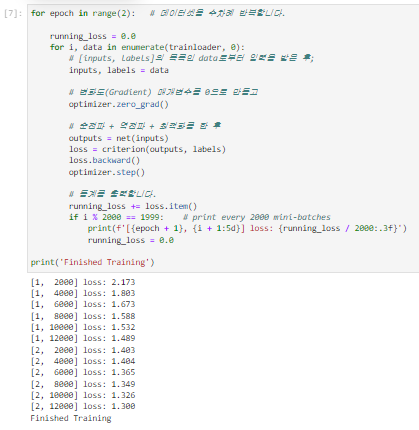 [7]: for epoch in range(2):   # 데이터셋을 수차례 반복합니다.
    running_loss = 0.0
    for i, data in enumerate(trainloader, 0):
        # [inputs, labels]의 목록인 data로부터 입력을 받은 후;
        inputs, labels = data
        # 변화도(Gradient) 매개변수를 0으로 만들고
        optimizer.zero_grad()
        # 순전파 + 역전파 + 최적화를 한 후
        outputs = net(inputs)
        loss = criterion(outputs, labels)
        loss.backward()
        optimizer.step()
        # 통계를 출력합니다.
        running_loss += loss.item()
        if i % 2000 == 1999:    # print every 2000 mini-batches
            print(f'[{epoch + 1}, {i + 1:5d}] loss: {running_loss / 2000:.3f}')
            running_loss = 0.0
print('Finished Training')
[1,  2000] loss: 2.173
[1,  4000] loss: 1.803
[1,  6000] loss: 1.673
[1,  8000] loss: 1.588
[1, 10000] loss: 1.532
[1, 12000] loss: 1.489
[2,  2000] loss: 1.403
[2,  4000] loss: 1.404
[2,  6000] loss: 1.365
[2,  8000] loss: 1.349
[2, 10000] loss: 1.326
[2, 12000] loss: 1.300
Finished Training